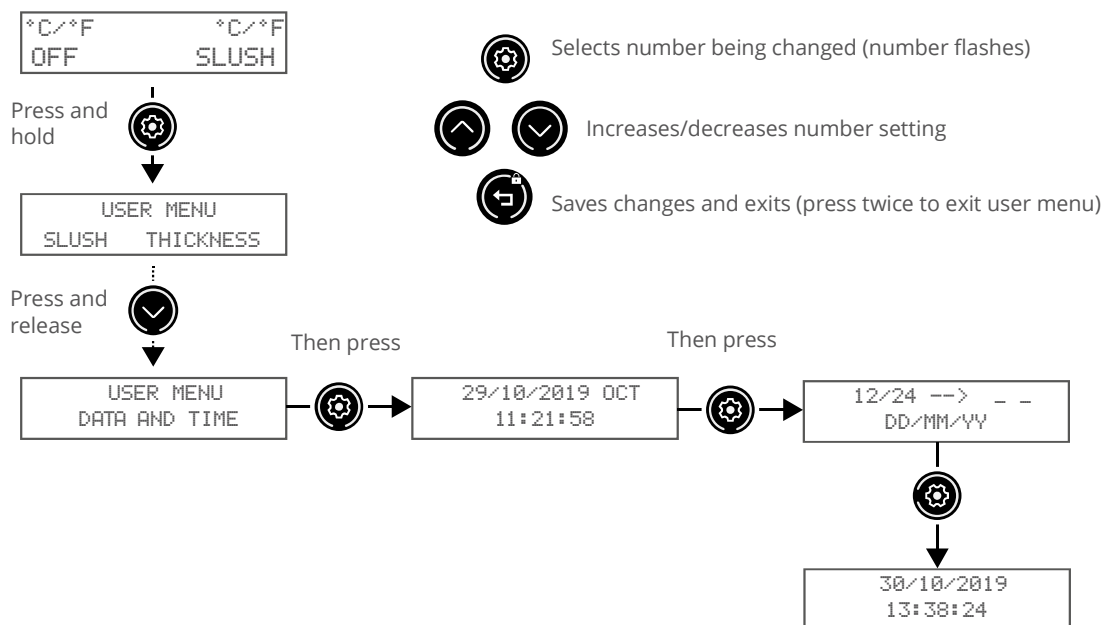 °C/°F °C/°F
OFF SLUSH
Selects number being changed (number flashes)
Press and
hold
Increases/decreases number setting
USER MENU
SLUSH THICKNESS
Saves changes and exits (press twice to exit user menu)
Press and
release
Then press
Then press
USER MENU
DATA AND TIME
29/10/2019 OCT
11:21:58
12/24 --> _ _
DD/MM/YY
30/10/2019
13:38:24